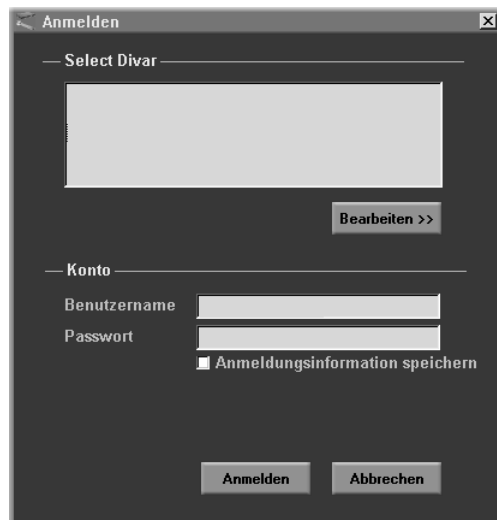 Anmelden
Select Divar
Bearbeiten >>
Konto
Benutzername
Passwort
Anmeldungsinformation speichern
Anmelden Abbrechen